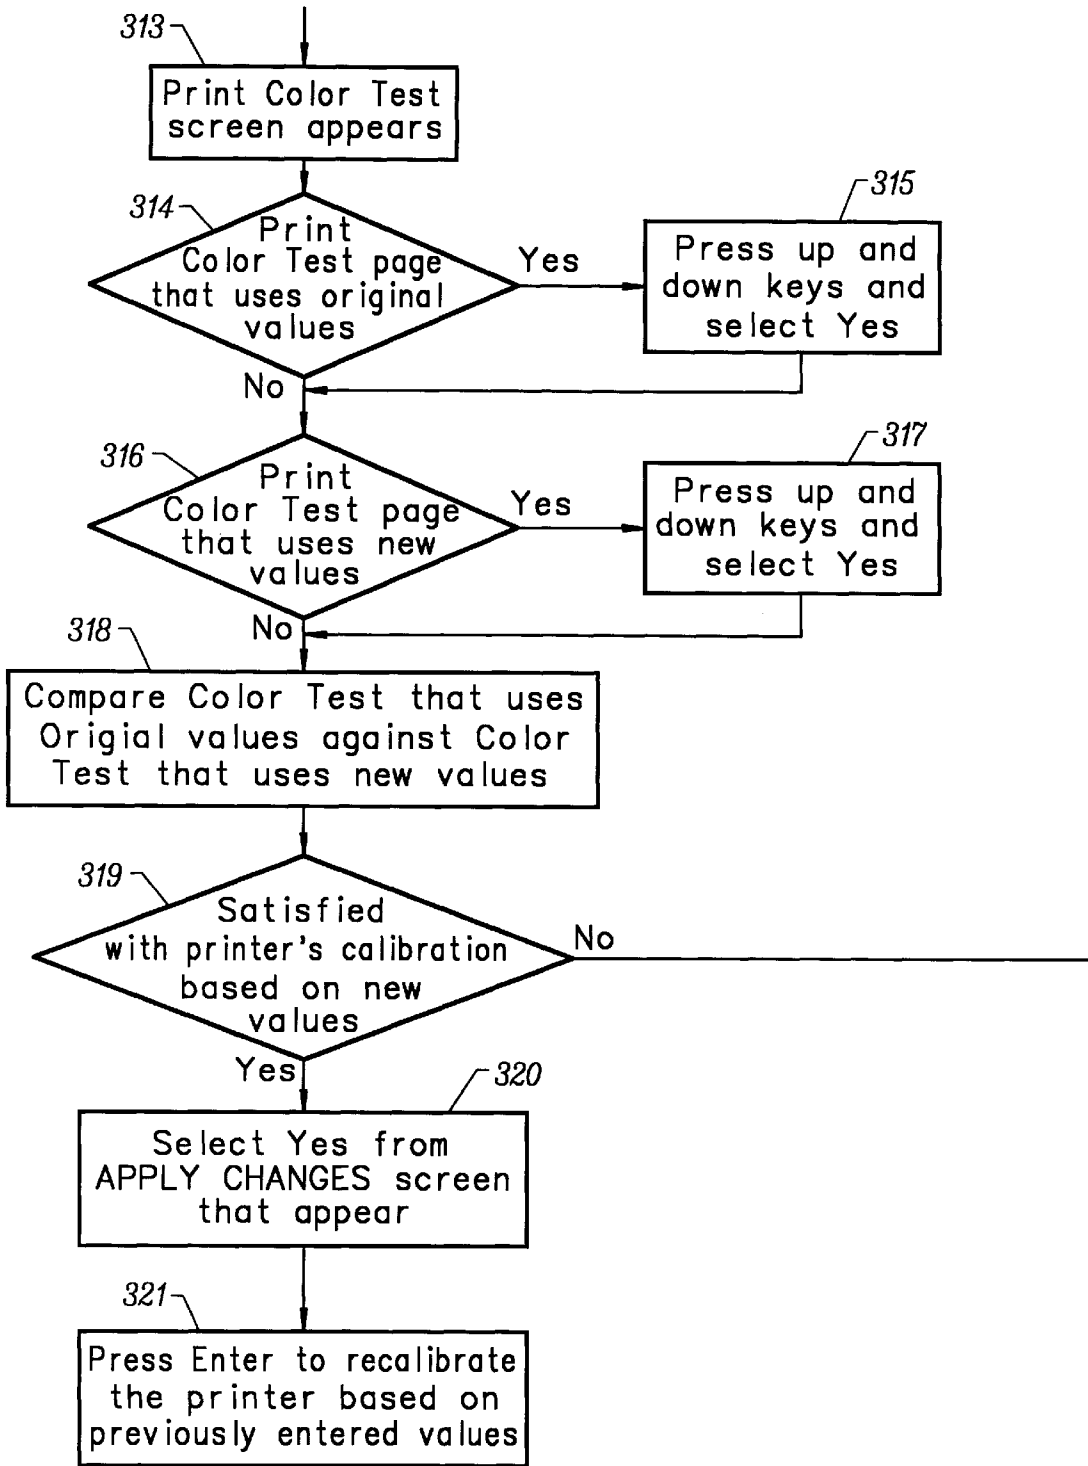 313
Print Color Test
screen appears
314
Print
Color Test page
that uses original
values
Yes
315
Press up and
down keys and
select Yes
No
316
Print
Color Test page
that uses new
values
Yes
317
Press up and
down keys and
select Yes
No
318
Compare Color Test that uses
Origial values against Color
Test that uses new values
319
Satisfied
with printer's calibration
based on new
values
No
Yes
320
Select Yes from
APPLY CHANGES screen
that appear
321
Press Enter to recalibrate
the printer based on
previously entered values